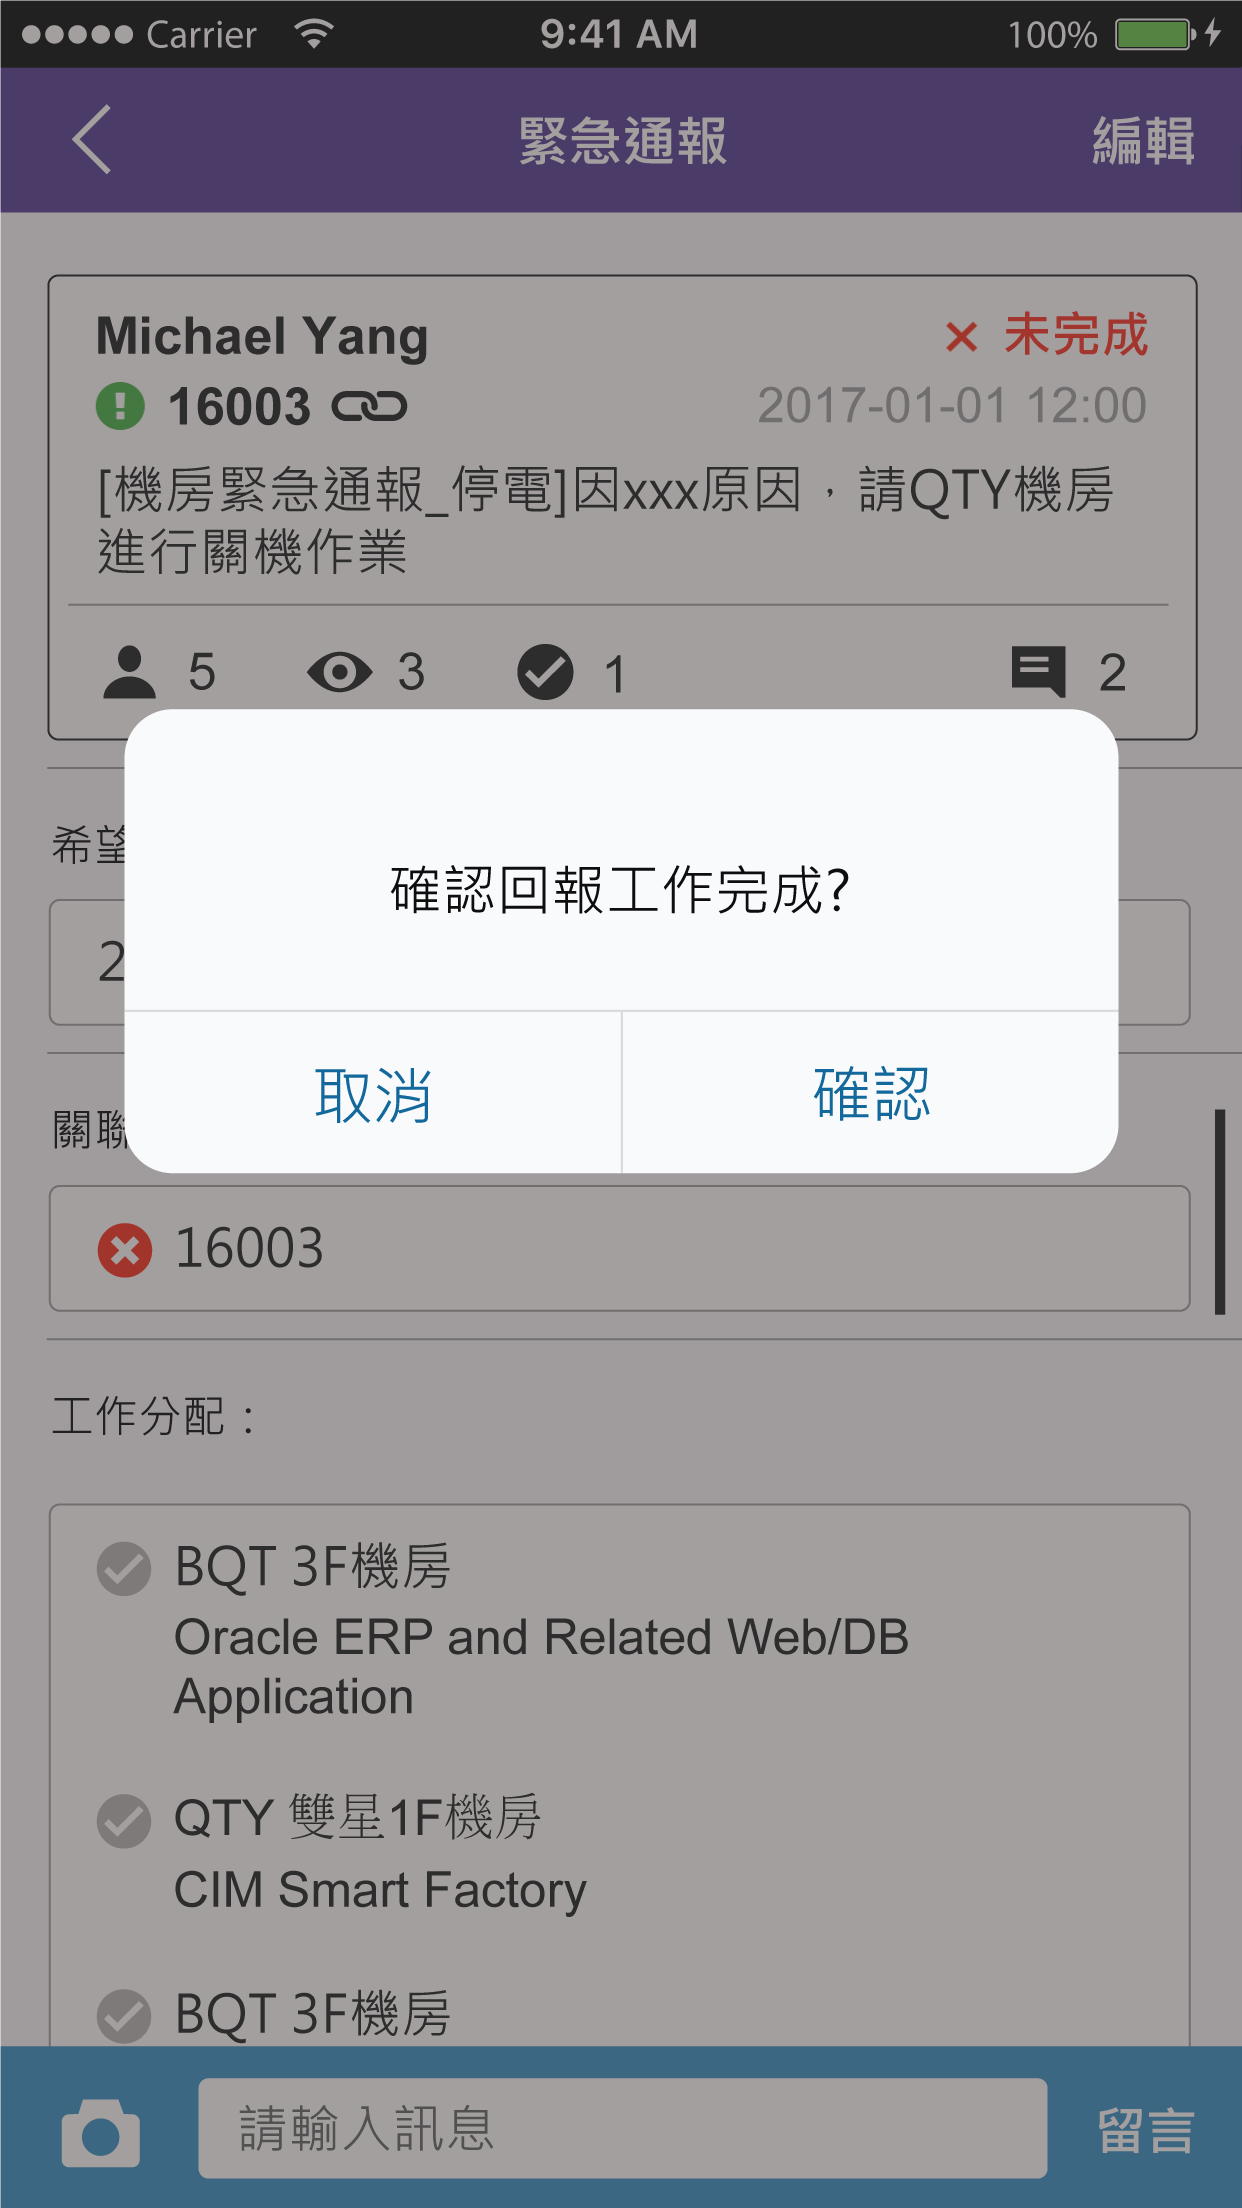 Carrier 9:41 AM 100%
緊急通報 編輯
Michael Yang × 未完成
16003 2017-01-01 12:00
[機房緊急通報_停電]因xxx原因，請QTY機房
進行關機作業
5 3 1 2
希望
確認回報工作完成?
2
取消 確認
關聯
16003
工作分配：
BQT 3F機房
Oracle ERP and Related Web/DB
Application
QTY 雙星1F機房
CIM Smart Factory
BQT 3F機房
請輸入訊息 留言